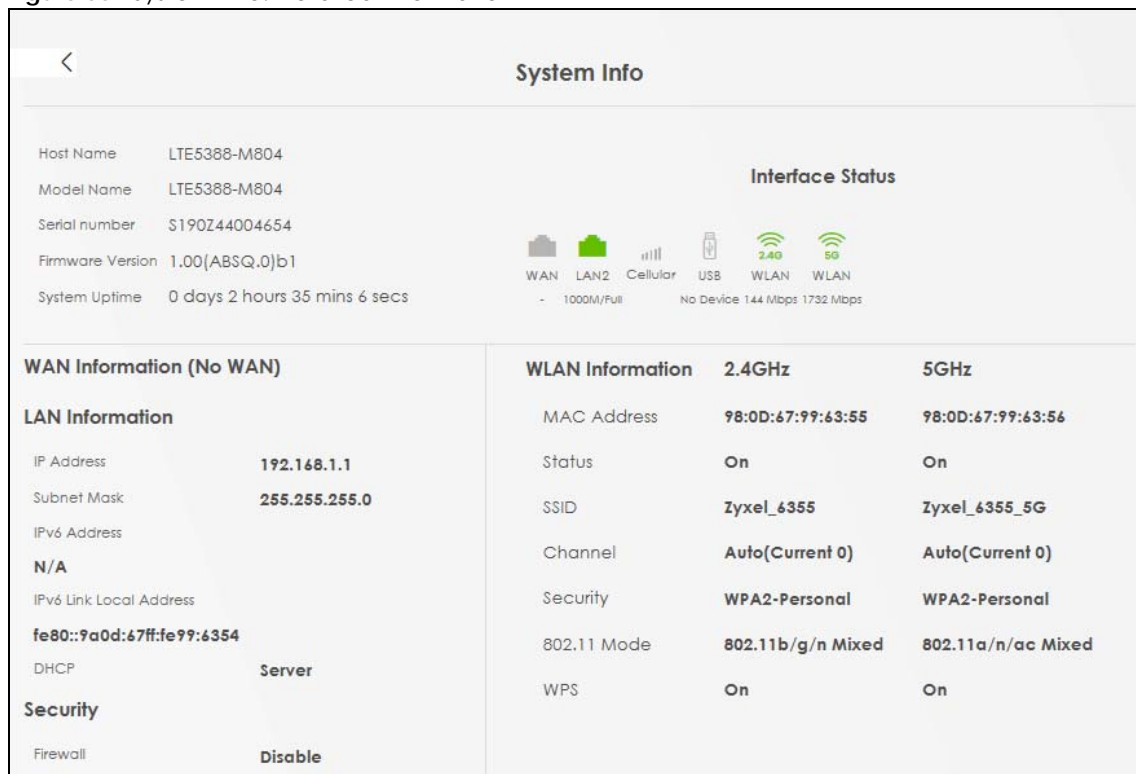 System Info
Host Name LTE5388-M804
Model Name LTE5388-M804
Serial number S190Z44004654
Firmware Version 1.00(ABSQ.0)b1
System Uptime 0 days 2 hours 35 mins 6 secs
Interface Status
2.4G 5G
WAN LAN2 Cellular USB WLAN WLAN
- 1000M/Full No Device 144 Mbps 1732 Mbps
WAN Information (No WAN)
LAN Information
IP Address 192.168.1.1
Subnet Mask 255.255.255.0
IPv6 Address
N/A
IPv6 Link Local Address
fe80::9a0d:67ff:fe99:6354
DHCP Server
Security
Firewall Disable
WLAN Information 2.4GHz 5GHz
MAC Address 98:0D:67:99:63:55 98:0D:67:99:63:56
Status On On
SSID Zyxel_6355 Zyxel_6355_5G
Channel Auto(Current 0) Auto(Current 0)
Security WPA2-Personal WPA2-Personal
802.11 Mode 802.11b/g/n Mixed 802.11a/n/ac Mixed
WPS On On